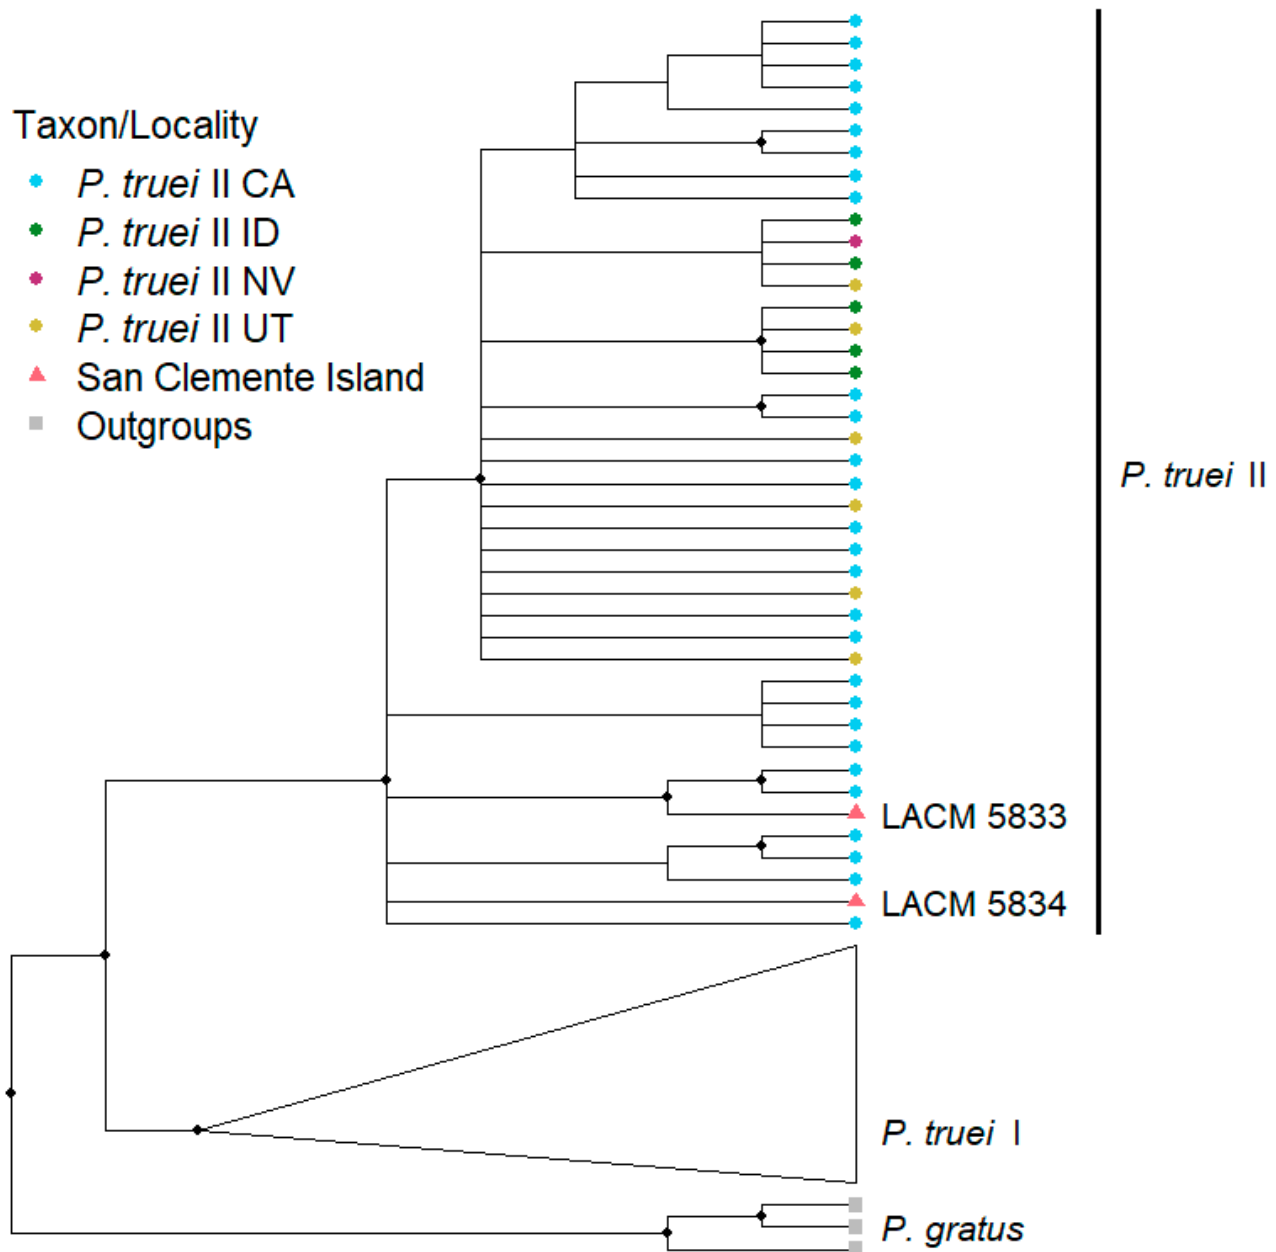 Taxon/Locality
P. truei II CA
P. truei II ID
P. truei II NV
P. truei II UT
San Clemente Island
Outgroups
P. truei II
LACM 5833
LACM 5834
P. truei I
P. gratus